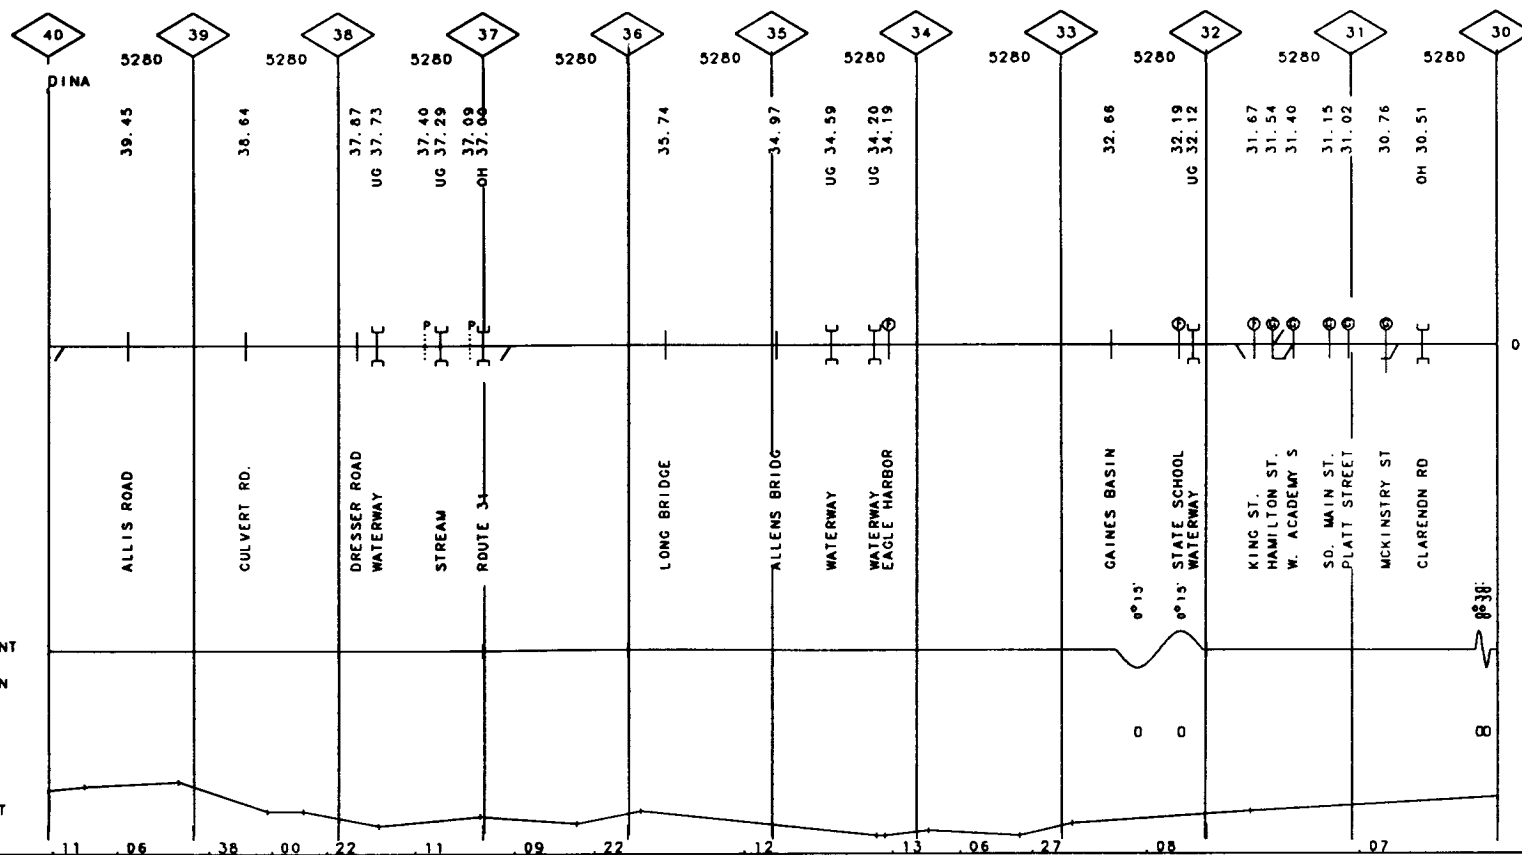 40 39 38 37 36 35 34 33 32 31 30
5280 5280 5280 5280 5280 5280 5280 5280 5280 5280
DINA
39.45
38.64
37.87
UG 37.73
37.40
UG 37.29
37.09
OH 37.00
35.74
34.97
UG 34.59
UG 34.20
34.19
32.66
32.19
UG 32.12
31.67
31.54
31.40
31.15
31.02
30.76
OH 30.51
P P F F F G G G G G
0
ALLIS ROAD
CULVERT RD.
DRESSER ROAD
WATERWAY
STREAM
ROUTE 31
LONG BRIDGE
ALLENS BRIDG
WATERWAY
WATERWAY
EAGLE HARBOR
GAINES BASIN
STATE SCHOOL
WATERWAY
KING ST.
HAMILTON ST.
W. ACADEMY S
SO. MAIN ST.
PLATT STREET
MCKINSTRY ST
CLARENDN RD
0°15' 0°15'
NT
N
0 0 00
T
.11 .06 .38 .00 .22 .11 .09 .22 .12 .13 .06 .27 .08 .07